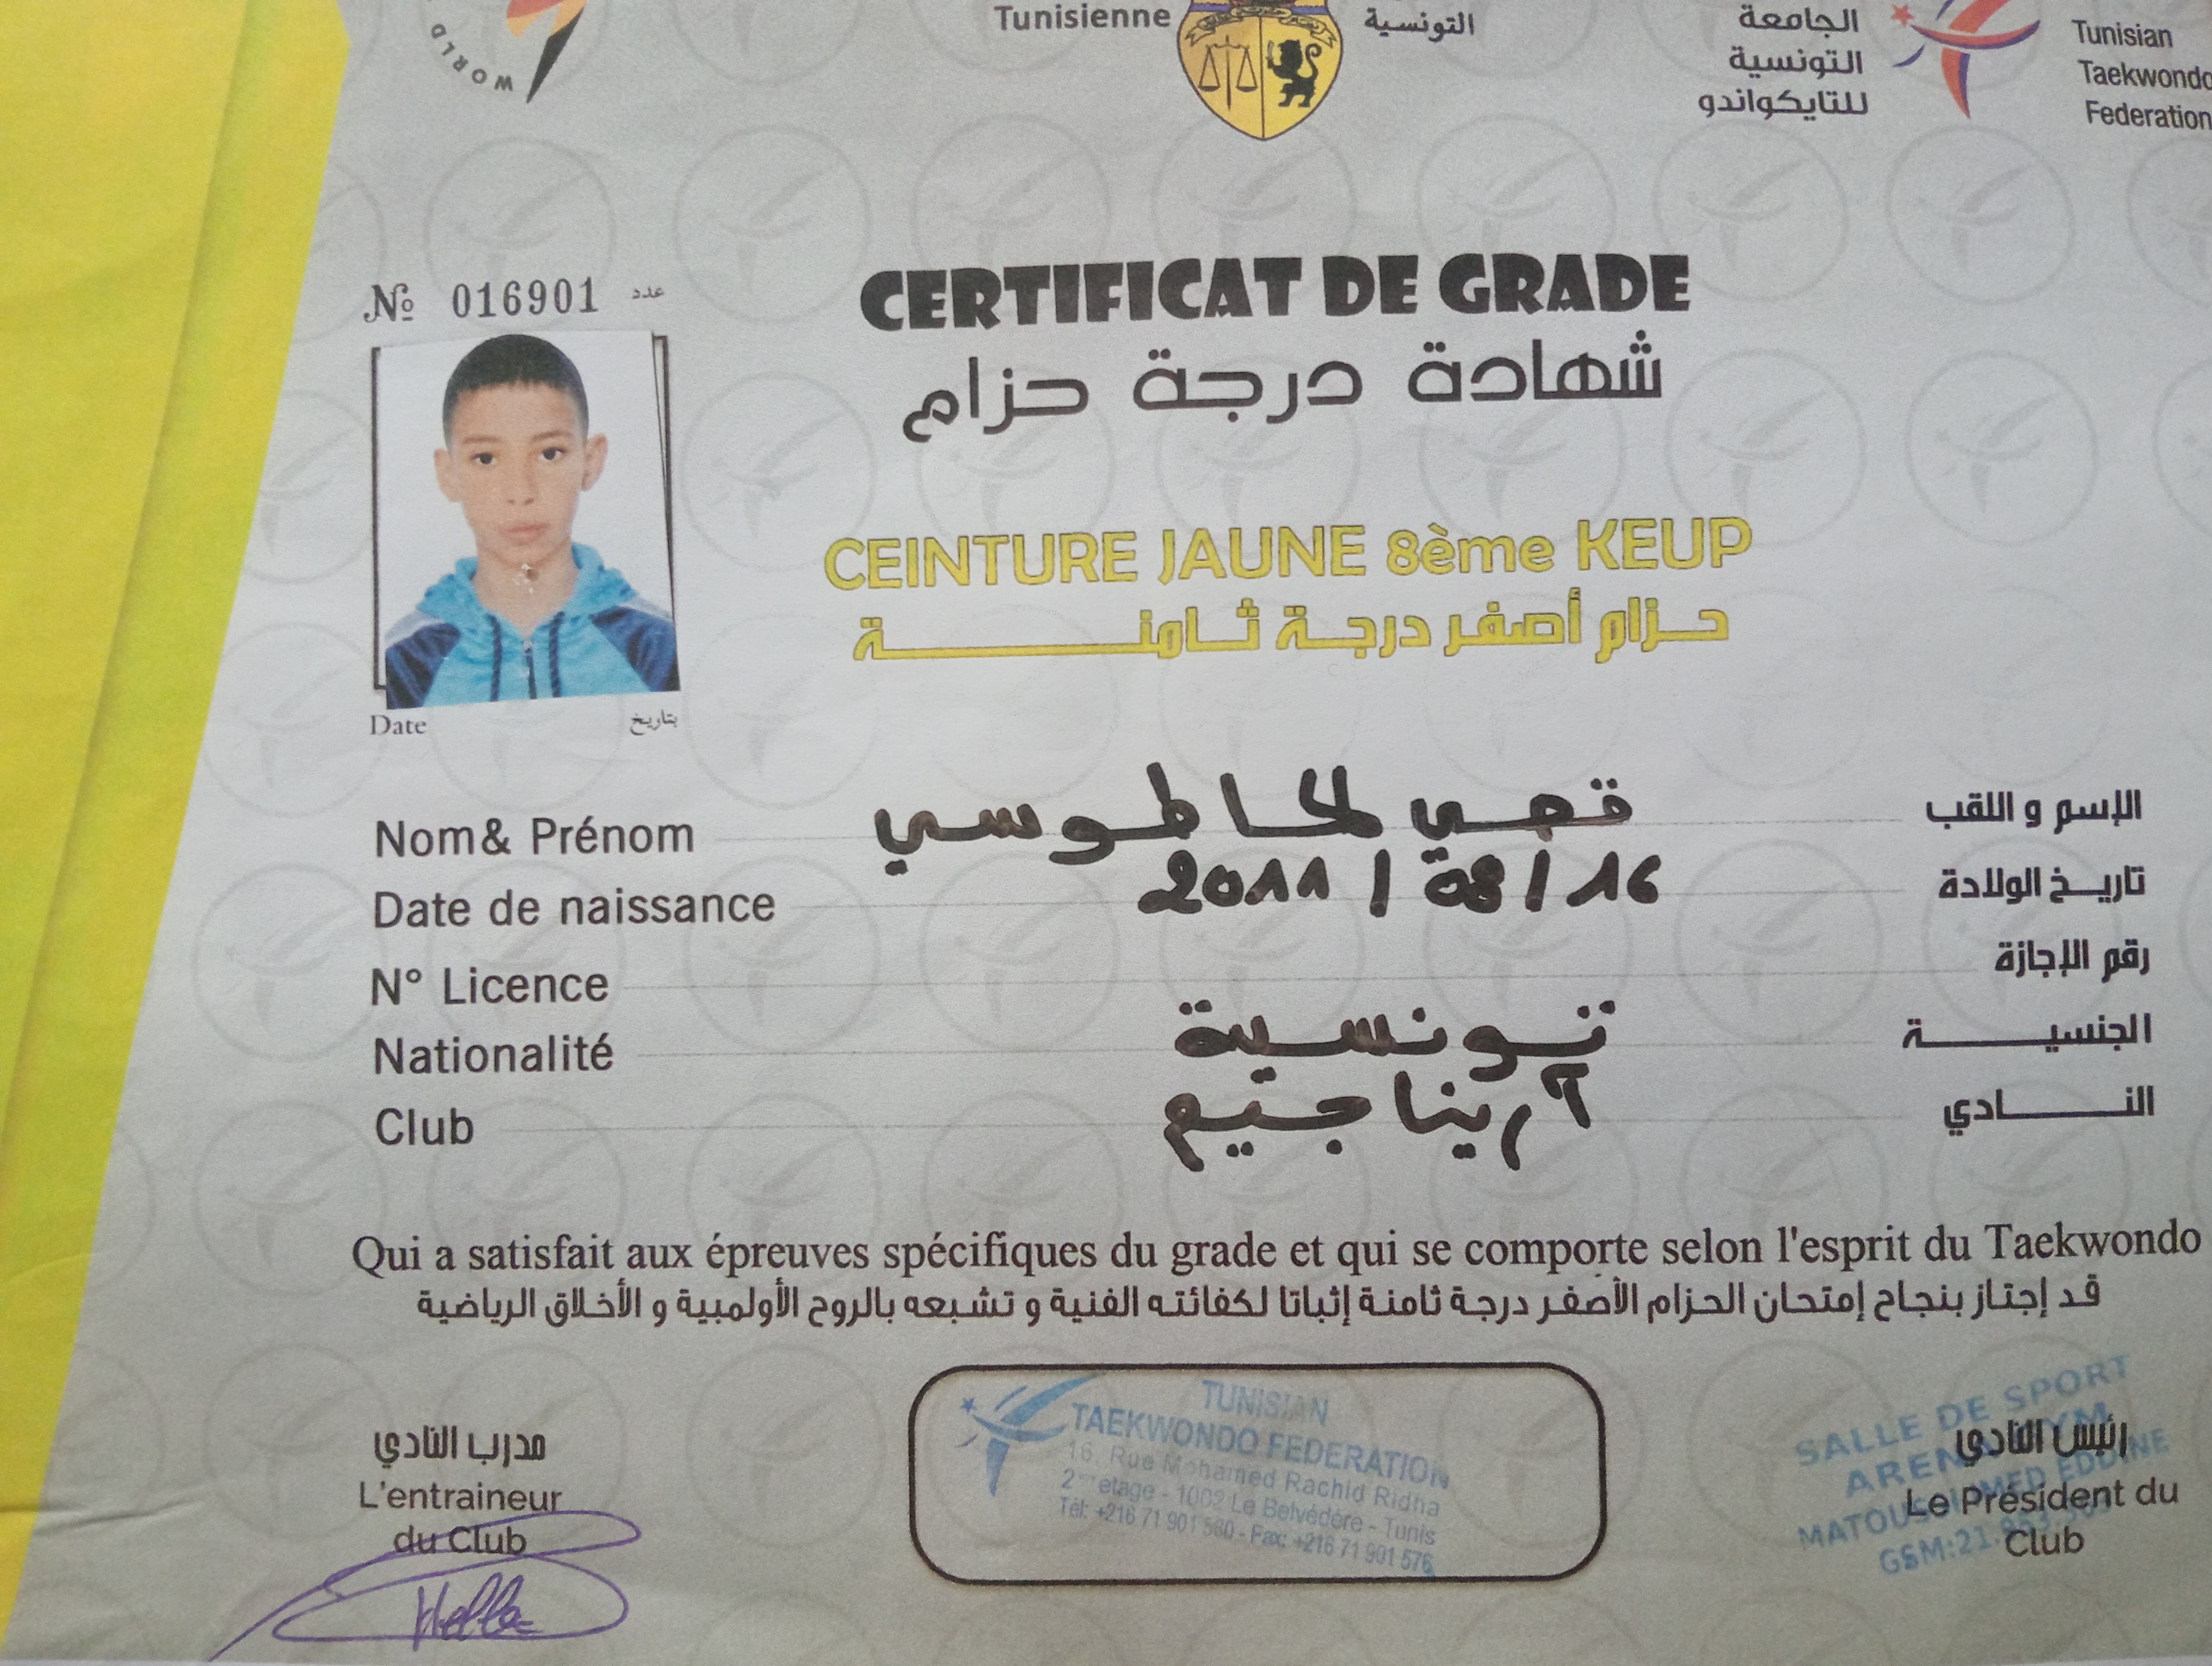 WORLD
Tunisienne
التونسية
الجامعة
التونسية
للتايكواندو
Tunisian
Taekwondo
Federation
№ 016901 عدد
CERTIFICAT DE GRADE
شهادة درجة حزام
CEINTURE JAUNE 8ème KEUP
حزام أصفر درجة ثامنة
Date بتاريخ
Nom& Prénom الإسم و اللقب
Date de naissance 2011 / 08 / 16 تاريخ الولادة
N° Licence رقم الإجازة
Nationalité تونسية الجنسية
Club آرينا جيم النادي
Qui a satisfait aux épreuves spécifiques du grade et qui se comporte selon l'esprit du Taekwondo
قد إجتاز بنجاح إمتحان الحزام الأصفر درجة ثامنة إثباتا لكفائته الفنية و تشبعه بالروح الأولمبية و الأخلاق الرياضية
مدرب النادي
L'entraineur
du Club
TUNISIAN
TAEKWONDO FEDERATION
16, Rue Mohamed Rachid Ridha
2ème etage - 1002 Le Belvédére - Tunis
Tél: +216 71 901 580 - Fax: +216 71 901 576
SALLE DE SPORT
رئيس النادي
Le Président du
Club